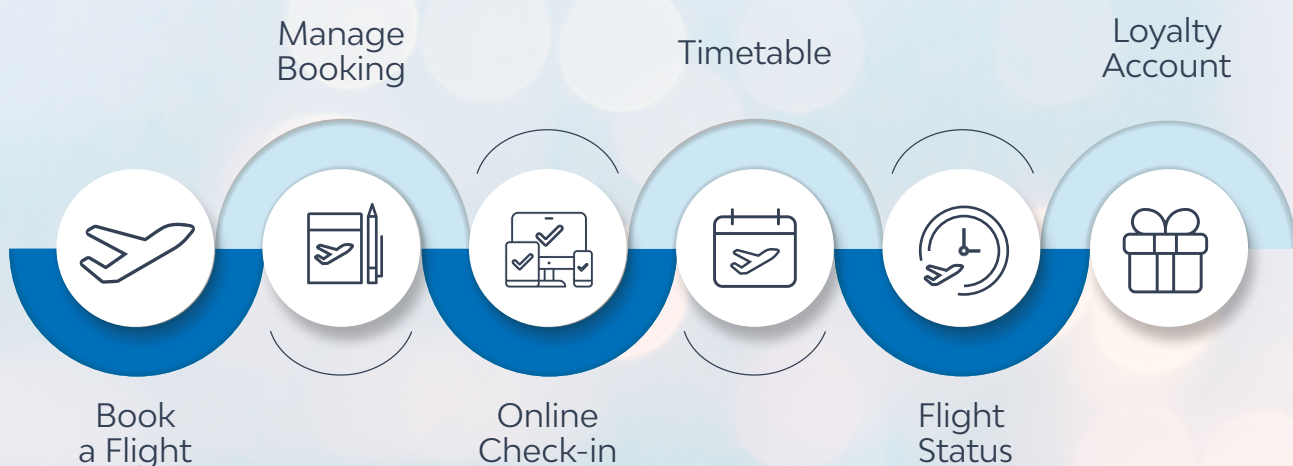 Manage
Booking
Timetable
Loyalty
Account
Book
a Flight
Online
Check-in
Flight
Status